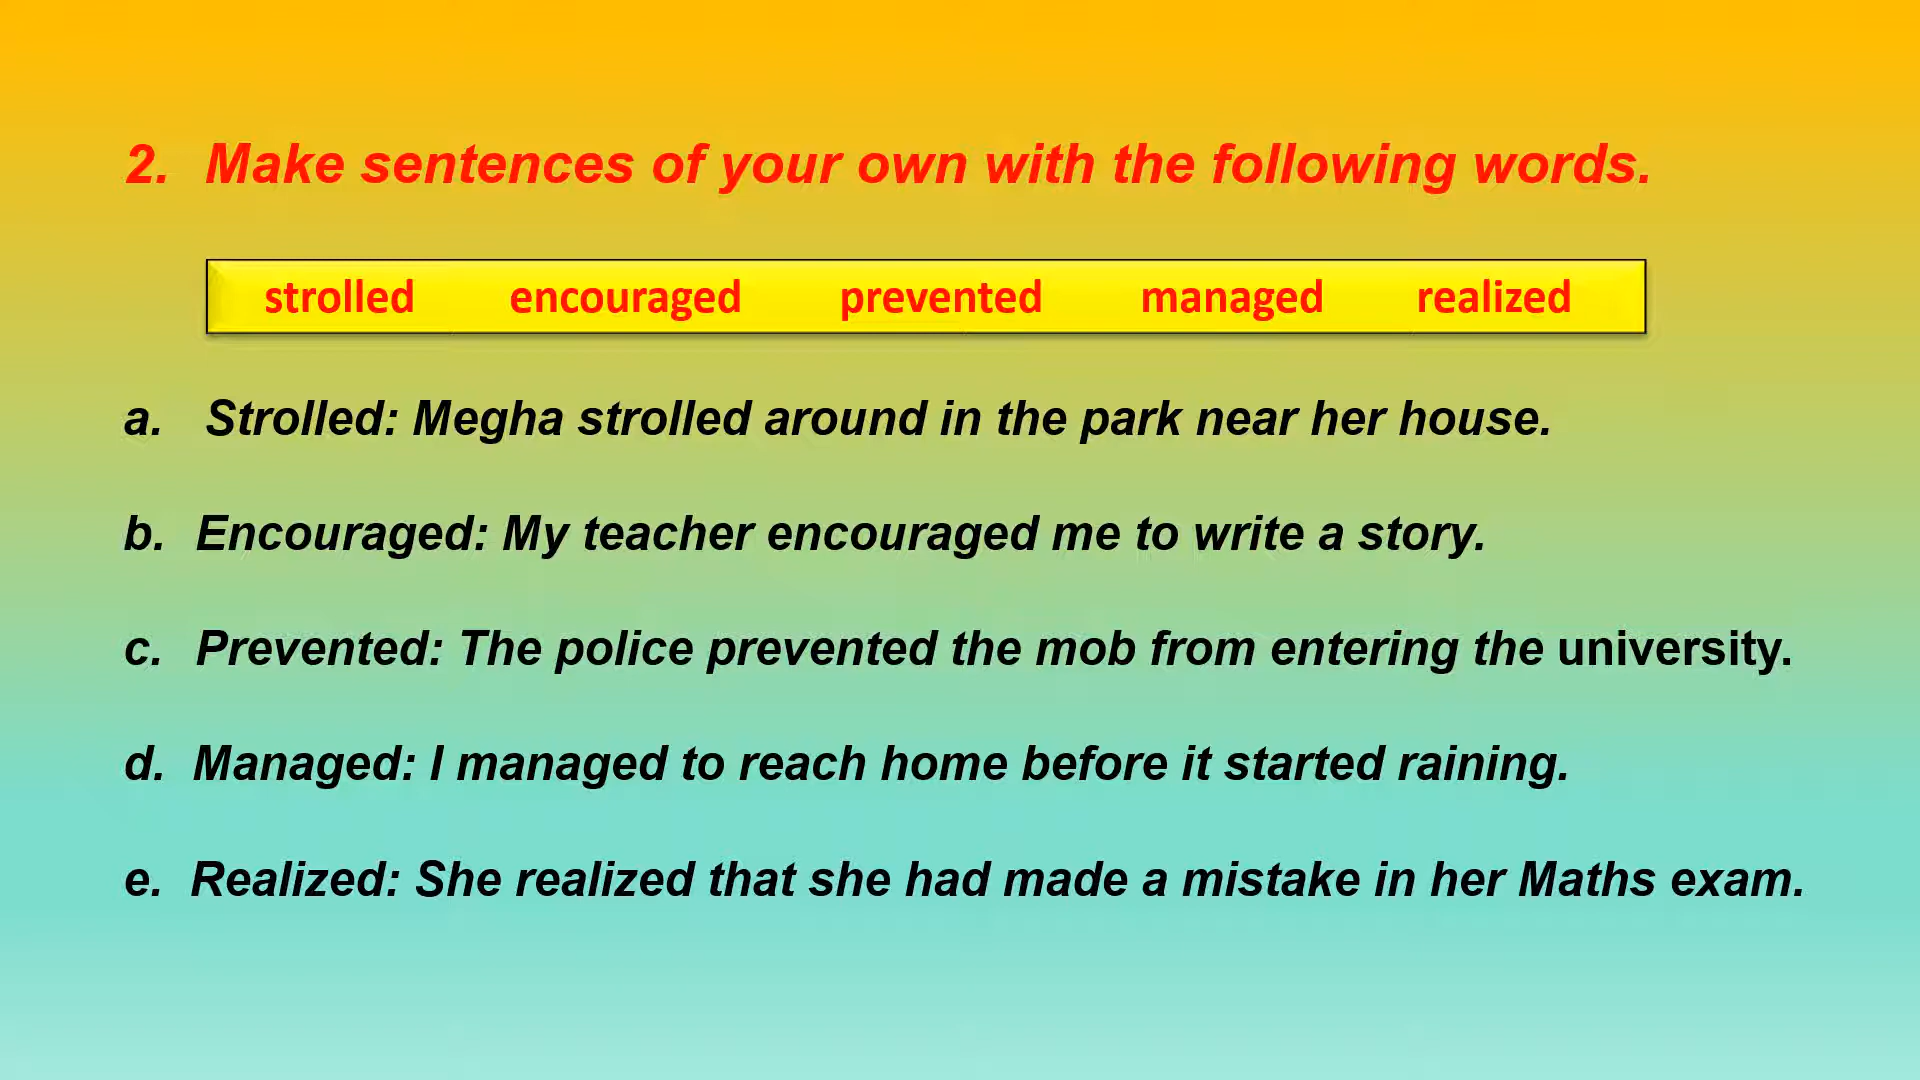 2. Make sentences of your own with the following words.
strolled encouraged prevented managed realized
a. Strolled: Megha strolled around in the park near her house.
b. Encouraged: My teacher encouraged me to write a story.
c. Prevented: The police prevented the mob from entering the university.
d. Managed: I managed to reach home before it started raining.
e. Realized: She realized that she had made a mistake in her Maths exam.